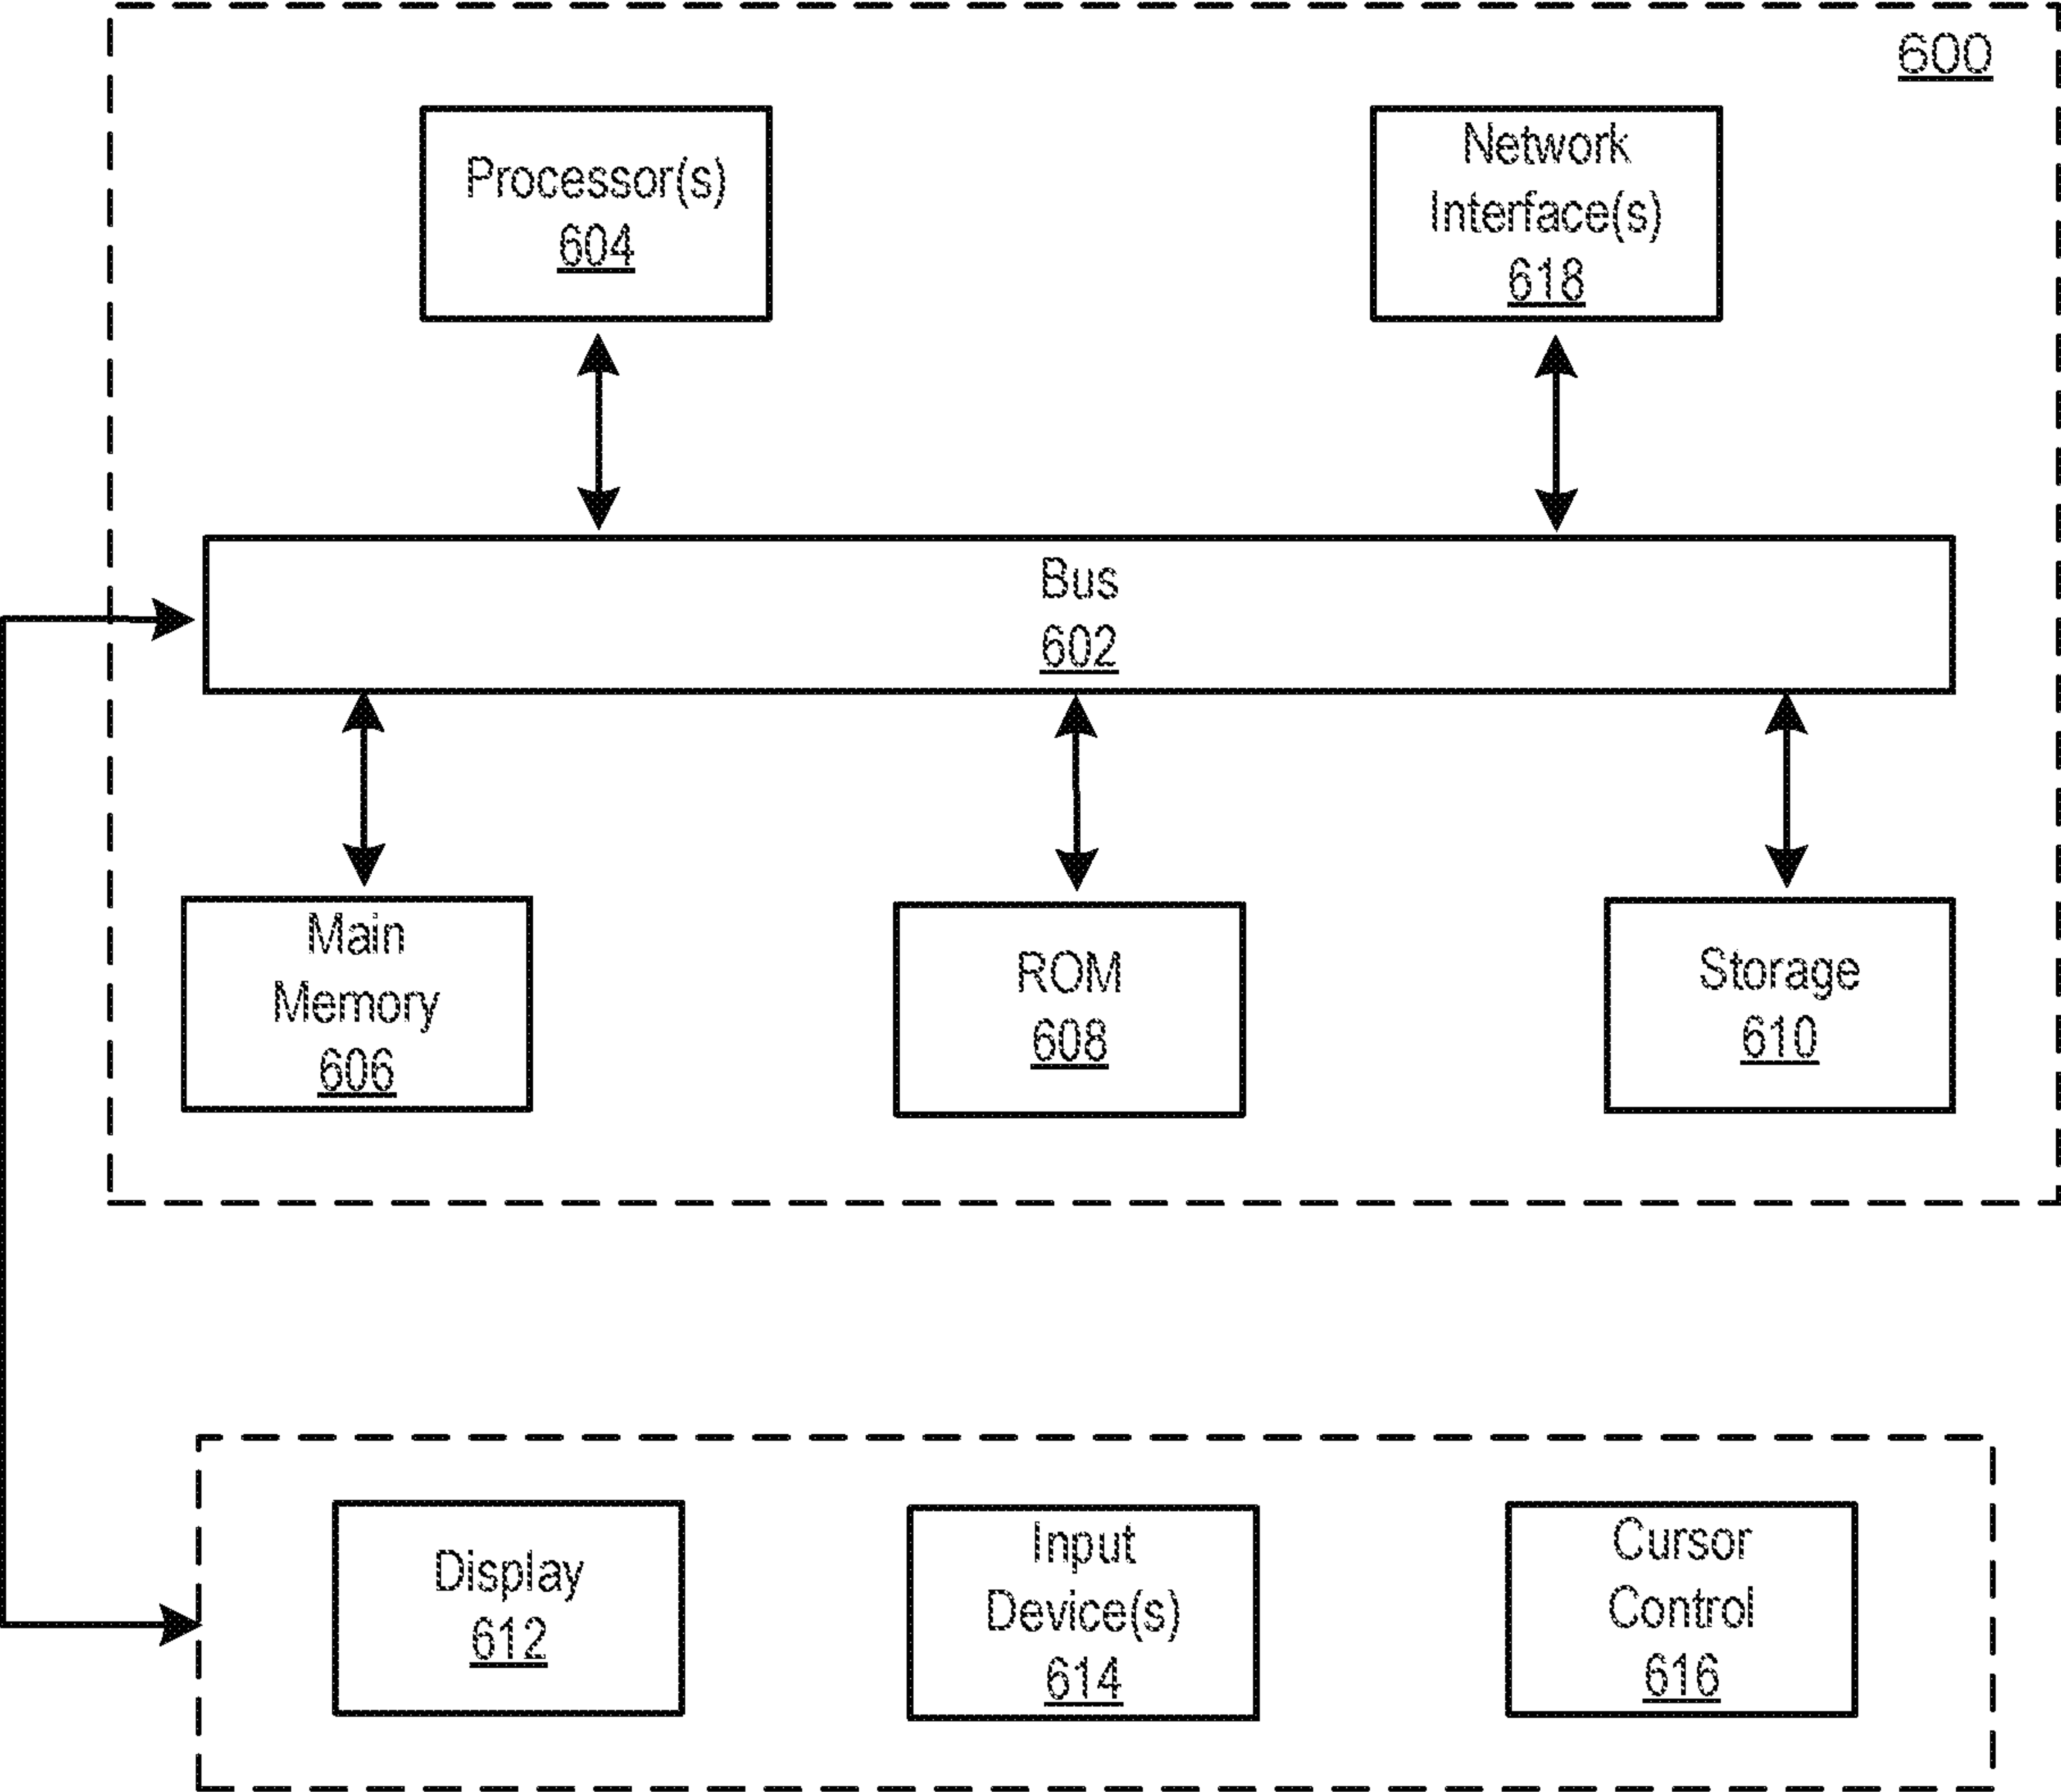 600
Processor(s)
604
Network
Interface(s)
618
Bus
602
Main
Memory
606
ROM
608
Storage
610
Display
612
Input
Device(s)
614
Cursor
Control
616